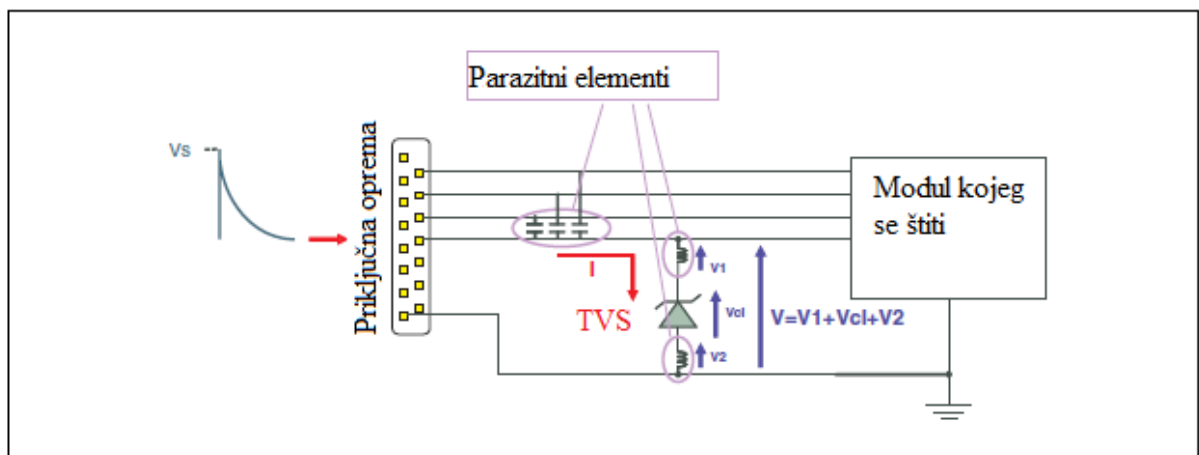 Parazitni elementi
Vs
Priključna oprema
Modul kojeg
se štiti
V1
I
TVS
Vcl
V=V1+Vcl+V2
V2